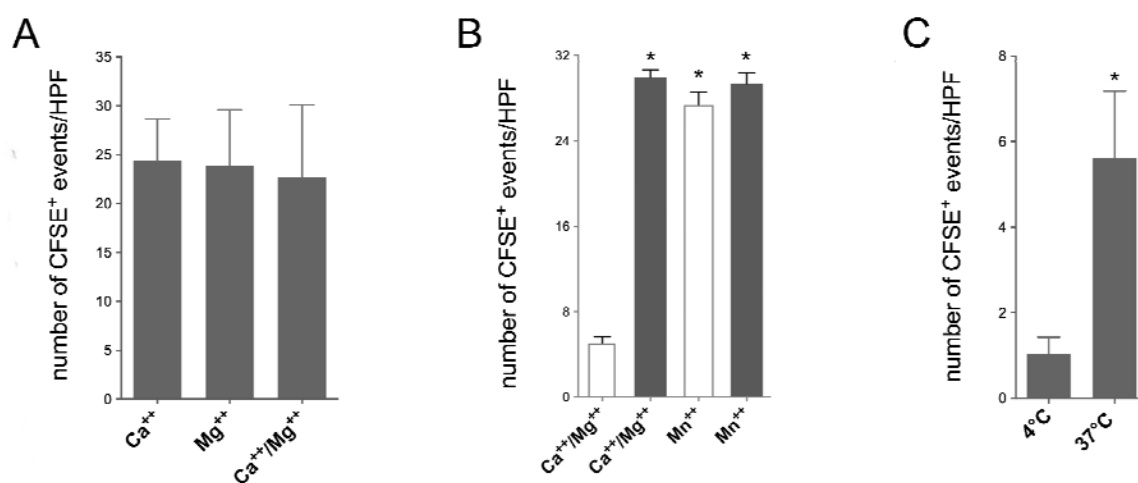 A
number of CFSE⁺ events/HPF
35
30
25
20
15
10
5
0
Ca⁺⁺
Mg⁺⁺
Ca⁺⁺/Mg⁺⁺
B
number of CFSE⁺ events/HPF
32
24
16
8
0
*
*
*
Ca⁺⁺/Mg⁺⁺
Ca⁺⁺/Mg⁺⁺
Mn⁺⁺
Mn⁺⁺
C
number of CFSE⁺ events/HPF
8
6
4
2
0
*
4°C
37°C